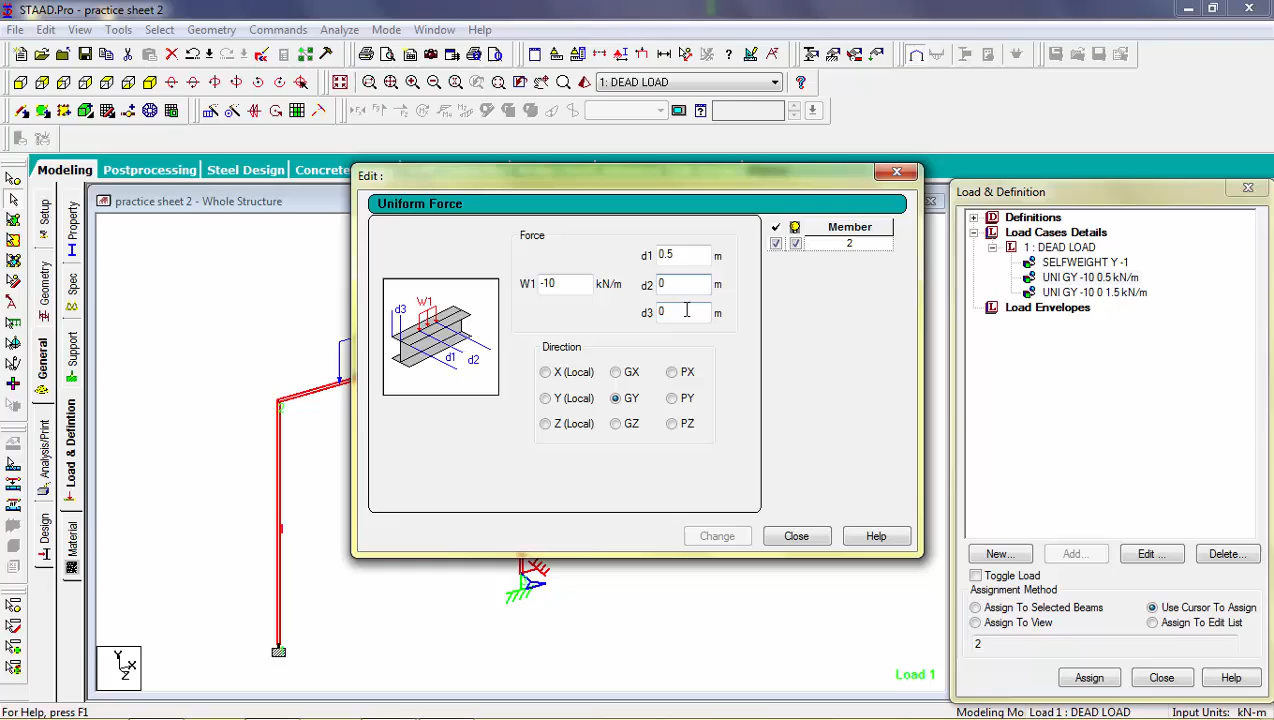 STAAD.Pro - practice sheet 2
File Edit View Tools Select Geometry Commands Analyze Mode Window Help
1: DEAD LOAD
Modeling Postprocessing Steel Design Concrete
practice sheet 2 - Whole Structure
Setup
Property
General
Spec
Support
Load & Definition
Analysis/Print
Design
Material
Edit :
Uniform Force
Force
d1 0.5 m
W1 -10 kN/m
d2 0 m
d3 0 m
W1
d3
d1
d2
Direction
X (Local) GX PX
Y (Local) GY PY
Z (Local) GZ PZ
Member
2
Change Close Help
Load & Definition
Definitions
Load Cases Details
1 : DEAD LOAD
SELFWEIGHT Y -1
UNI GY -10 0.5 kN/m
UNI GY -10 0 1.5 kN/m
Load Envelopes
New... Add... Edit ... Delete...
Toggle Load
Assignment Method
Assign To Selected Beams
Use Cursor To Assign
Assign To View
Assign To Edit List
2
Assign Close Help
Y
X
Z
Load 1
For Help, press F1
Modeling Mo Load 1 : DEAD LOAD Input Units: kN-m